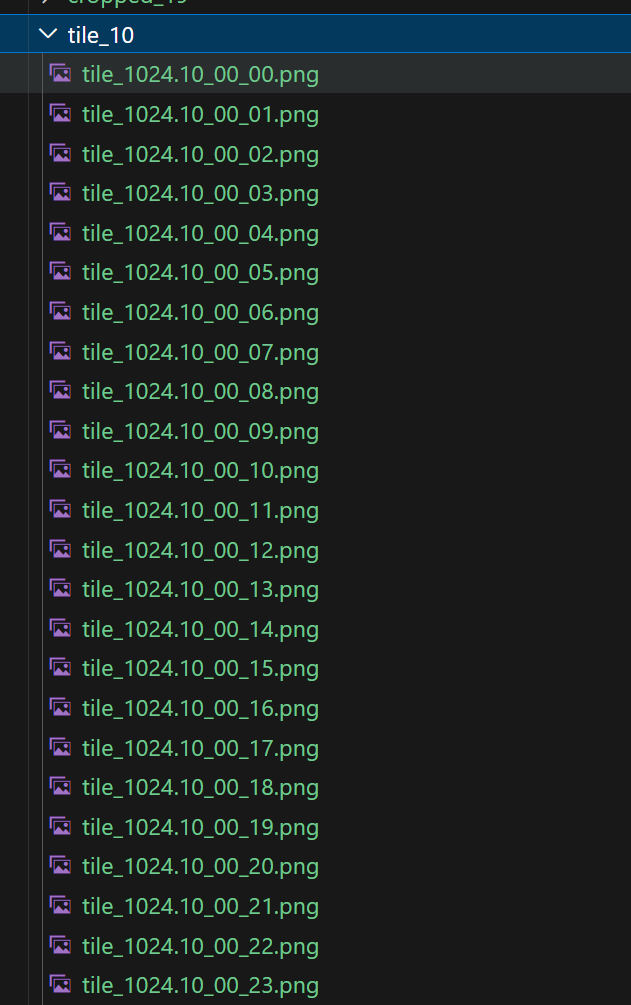 cropped_19
tile_10
tile_1024.10_00_00.png
tile_1024.10_00_01.png
tile_1024.10_00_02.png
tile_1024.10_00_03.png
tile_1024.10_00_04.png
tile_1024.10_00_05.png
tile_1024.10_00_06.png
tile_1024.10_00_07.png
tile_1024.10_00_08.png
tile_1024.10_00_09.png
tile_1024.10_00_10.png
tile_1024.10_00_11.png
tile_1024.10_00_12.png
tile_1024.10_00_13.png
tile_1024.10_00_14.png
tile_1024.10_00_15.png
tile_1024.10_00_16.png
tile_1024.10_00_17.png
tile_1024.10_00_18.png
tile_1024.10_00_19.png
tile_1024.10_00_20.png
tile_1024.10_00_21.png
tile_1024.10_00_22.png
tile_1024.10_00_23.png